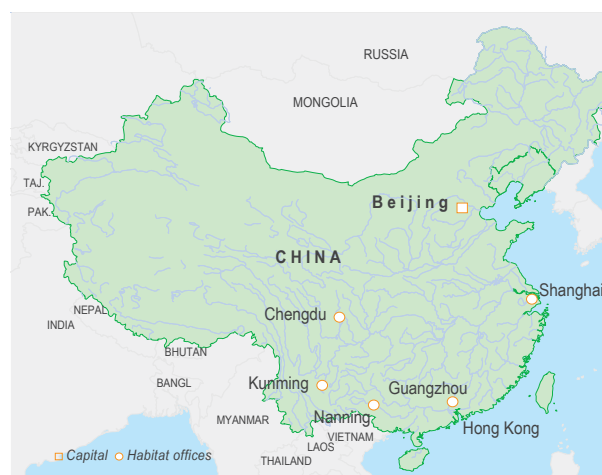 RUSSIA
MONGOLIA
KYRGYZSTAN
TAJ.
PAK.
Beijing
CHINA
Shanghai
NEPAL
Chengdu
INDIA
BHUTAN
BANGL
Kunming
Guangzhou
Nanning
MYANMAR
Hong Kong
VIETNAM
LAOS
THAILAND
Capital
Habitat offices